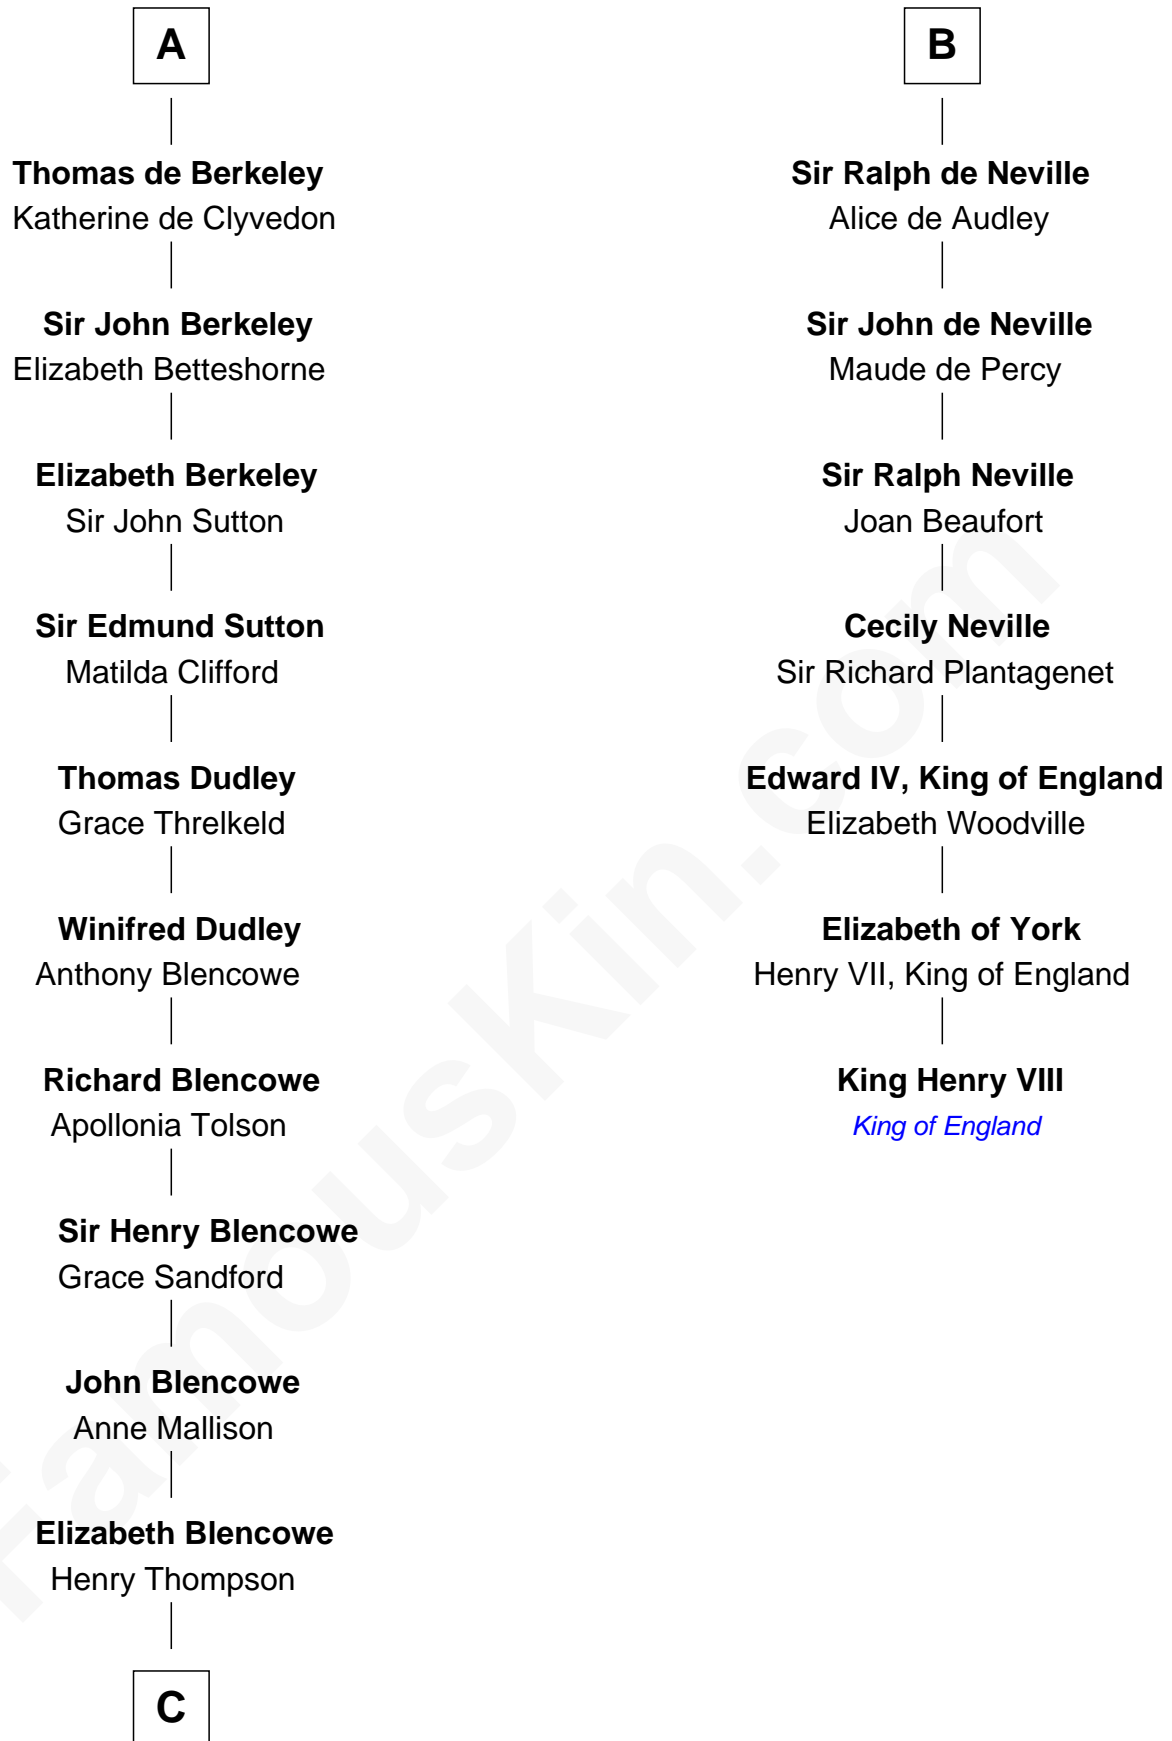 A
Thomas de Berkeley
Katherine de Clyvedon
Sir John Berkeley
Elizabeth Betteshorne
Elizabeth Berkeley
Sir John Sutton
Sir Edmund Sutton
Matilda Clifford
Thomas Dudley
Grace Threlkeld
Winifred Dudley
Anthony Blencowe
Richard Blencowe
Apollonia Tolson
Sir Henry Blencowe
Grace Sandford
John Blencowe
Anne Mallison
Elizabeth Blencowe
Henry Thompson
C
B
Sir Ralph de Neville
Alice de Audley
Sir John de Neville
Maude de Percy
Sir Ralph Neville
Joan Beaufort
Cecily Neville
Sir Richard Plantagenet
Edward IV, King of England
Elizabeth Woodville
Elizabeth of York
Henry VII, King of England
King Henry VIII
King of England
FamousKin.com